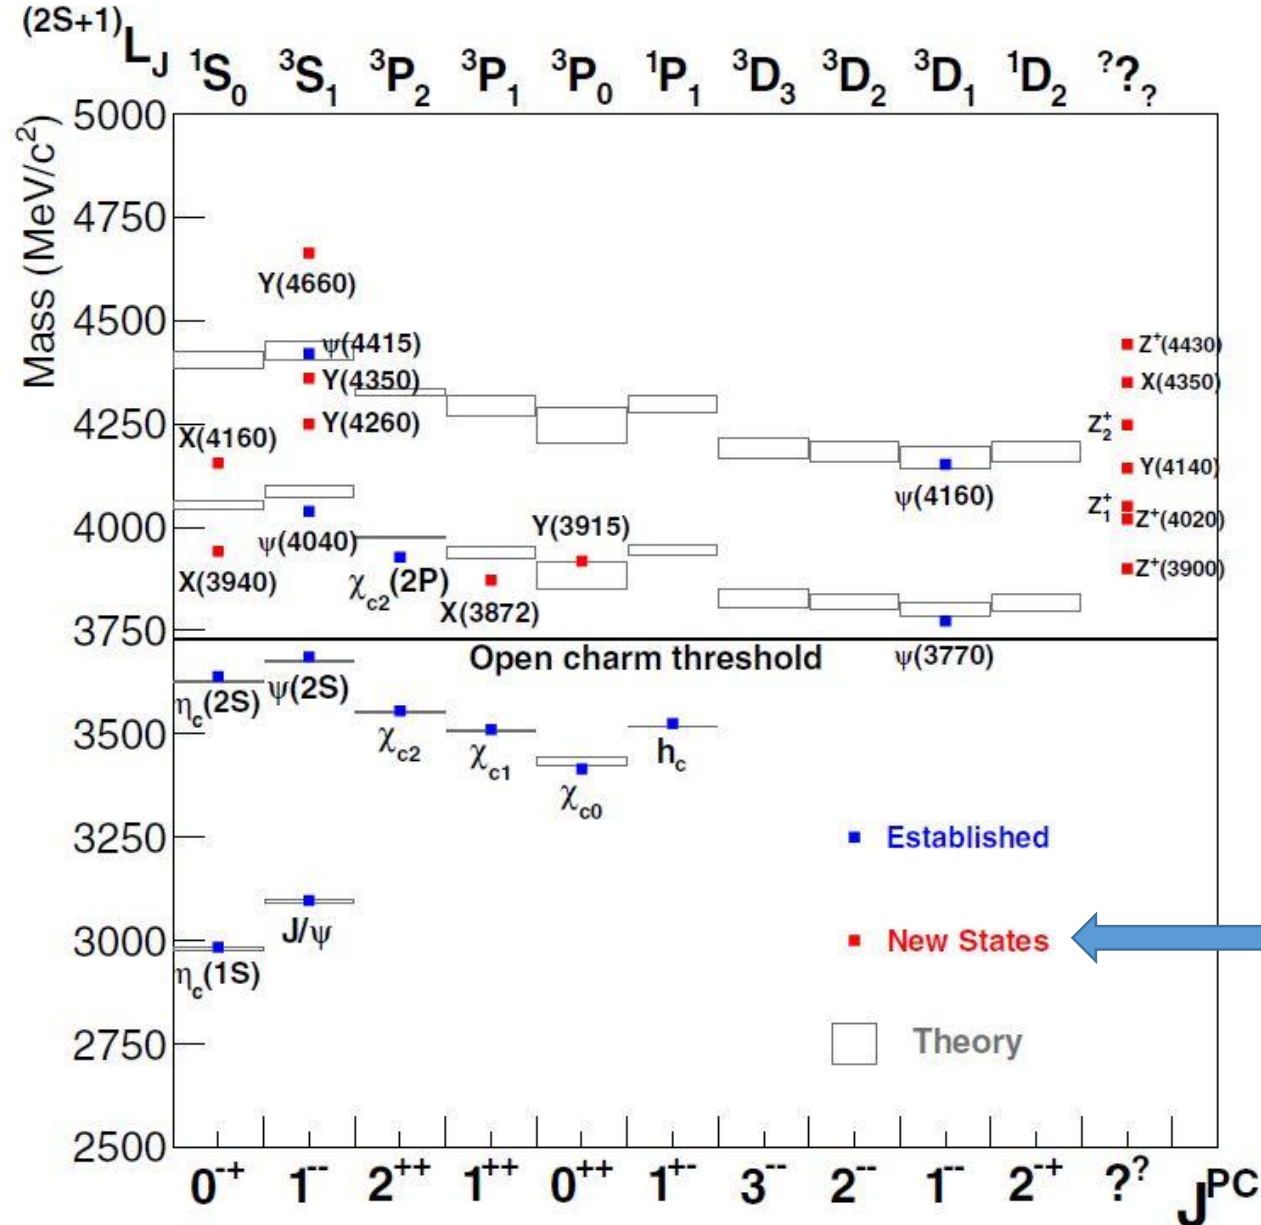 (2S+1)L_J ¹S₀ ³S₁ ³P₂ ³P₁ ³P₀ ¹P₁ ³D₃ ³D₂ ³D₁ ¹D₂ ??_?
Mass (MeV/c²)
5000
4750
Y(4660)
4500
ψ(4415)
Z⁺(4430)
Y(4350)
X(4350)
4250
Y(4260)
Z₂⁺
X(4160)
Y(4140)
ψ(4160)
Z₁⁺
4000
Y(3915)
Z⁺(4020)
ψ(4040)
X(3940)
χc2(2P)
X(3872)
Z⁺(3900)
3750
Open charm threshold
ψ(3770)
ηc(2S)
ψ(2S)
3500
χc2
χc1
hc
χc0
3250
Established
J/ψ
3000
New States
ηc(1S)
2750
Theory
2500
0⁻⁺ 1⁻⁻ 2⁺⁺ 1⁺⁺ 0⁺⁺ 1⁺⁻ 3⁻⁻ 2⁻⁻ 1⁻⁻ 2⁻⁺ ?? J^PC